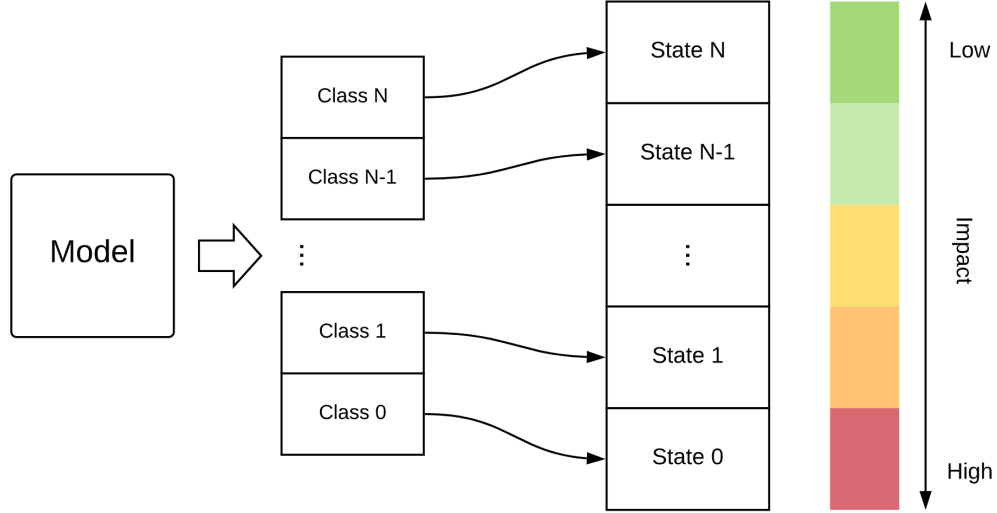 Model
Class N
Class N-1
⋮
Class 1
Class 0
State N
State N-1
⋮
State 1
State 0
Low
Impact
High